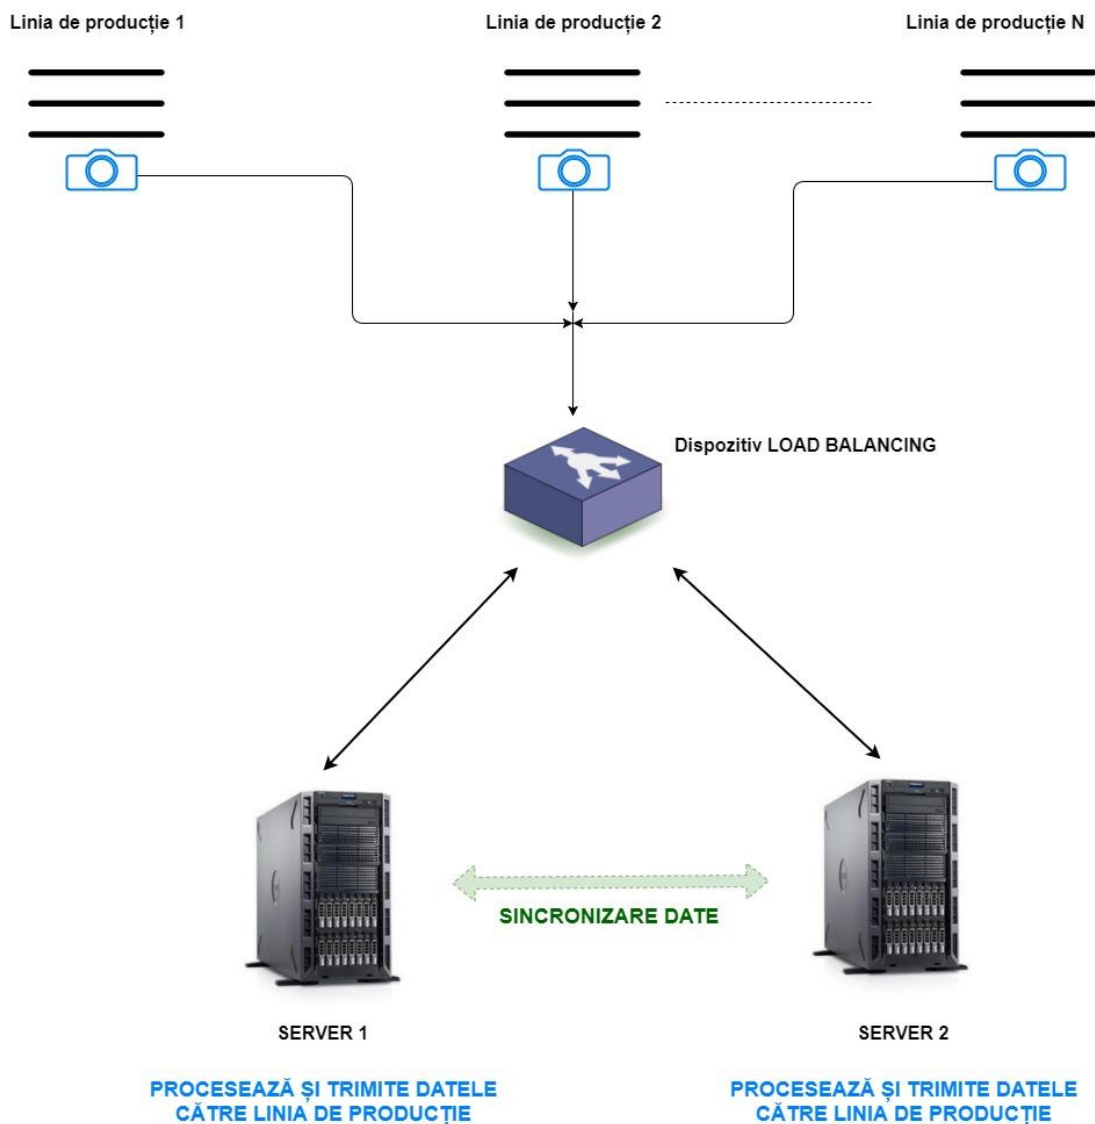 Linia de producție 1
Linia de producție 2
Linia de producție N
Dispozitiv LOAD BALANCING
SINCRONIZARE DATE
SERVER 1
SERVER 2
PROCESEAZĂ ȘI TRIMITE DATELE
CĂTRE LINIA DE PRODUCȚIE
PROCESEAZĂ ȘI TRIMITE DATELE
CĂTRE LINIA DE PRODUCȚIE